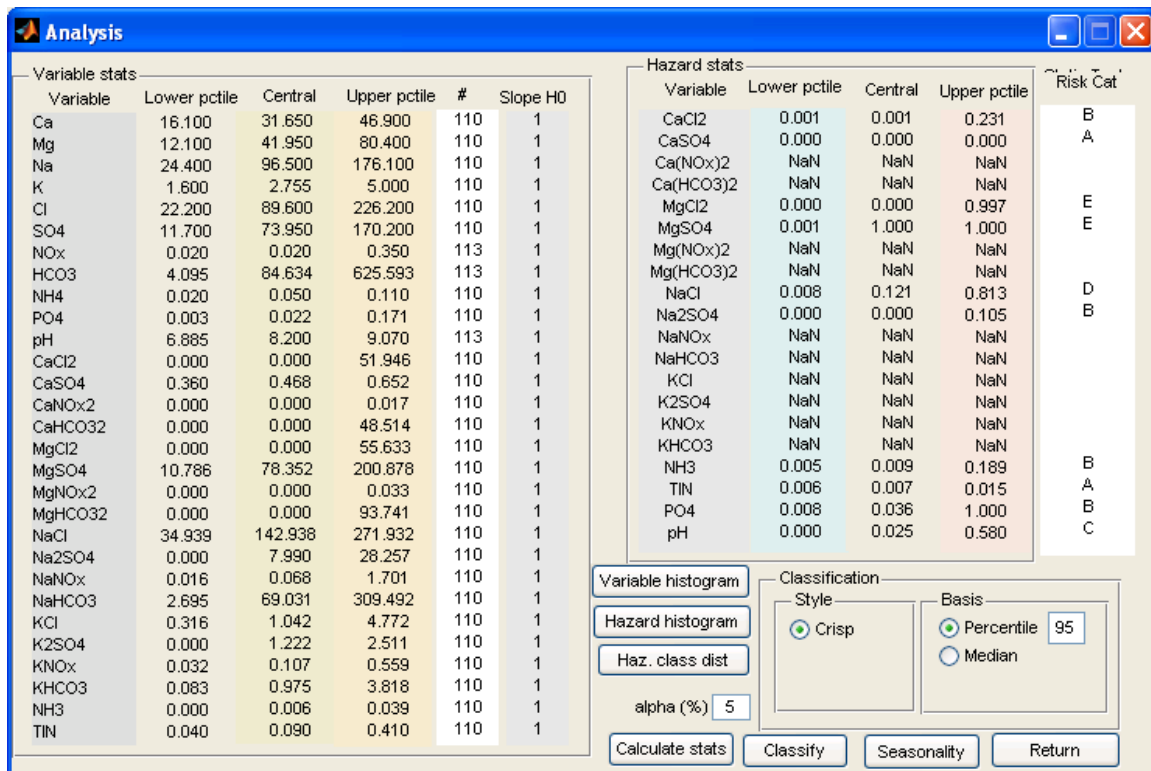 Analysis
Variable stats
Variable Lower pctile Central Upper pctile # Slope H0
Ca 16.100 31.650 46.900 110 1
Mg 12.100 41.950 80.400 110 1
Na 24.400 96.500 176.100 110 1
K 1.600 2.755 5.000 110 1
Cl 22.200 89.600 226.200 110 1
SO4 11.700 73.950 170.200 110 1
NOx 0.020 0.020 0.350 113 1
HCO3 4.095 84.634 625.593 113 1
NH4 0.020 0.050 0.110 110 1
PO4 0.003 0.022 0.171 110 1
pH 6.885 8.200 9.070 113 1
CaCl2 0.000 0.000 51.946 110 1
CaSO4 0.360 0.468 0.652 110 1
CaNOx2 0.000 0.000 0.017 110 1
CaHCO32 0.000 0.000 48.514 110 1
MgCl2 0.000 0.000 55.633 110 1
MgSO4 10.786 78.352 200.878 110 1
MgNOx2 0.000 0.000 0.033 110 1
MgHCO32 0.000 0.000 93.741 110 1
NaCl 34.939 142.938 271.932 110 1
Na2SO4 0.000 7.990 28.257 110 1
NaNOx 0.016 0.068 1.701 110 1
NaHCO3 2.695 69.031 309.492 110 1
KCl 0.316 1.042 4.772 110 1
K2SO4 0.000 1.222 2.511 110 1
KNOx 0.032 0.107 0.559 110 1
KHCO3 0.083 0.975 3.818 110 1
NH3 0.000 0.006 0.039 110 1
TIN 0.040 0.090 0.410 110 1
Hazard stats
Variable Lower pctile Central Upper pctile Risk Cat
CaCl2 0.001 0.001 0.231 B
CaSO4 0.000 0.000 0.000 A
Ca(NOx)2 NaN NaN NaN
Ca(HCO3)2 NaN NaN NaN
MgCl2 0.000 0.000 0.997 E
MgSO4 0.001 1.000 1.000 E
Mg(NOx)2 NaN NaN NaN
Mg(HCO3)2 NaN NaN NaN
NaCl 0.008 0.121 0.813 D
Na2SO4 0.000 0.000 0.105 B
NaNOx NaN NaN NaN
NaHCO3 NaN NaN NaN
KCl NaN NaN NaN
K2SO4 NaN NaN NaN
KNOx NaN NaN NaN
KHCO3 NaN NaN NaN
NH3 0.005 0.009 0.189 B
TIN 0.006 0.007 0.015 A
PO4 0.008 0.036 1.000 B
pH 0.000 0.025 0.580 C
Variable histogram
Hazard histogram
Haz. class dist
alpha (%) 5
Classification
Style
Crisp
Basis
Percentile 95
Median
Calculate stats Classify Seasonality Return